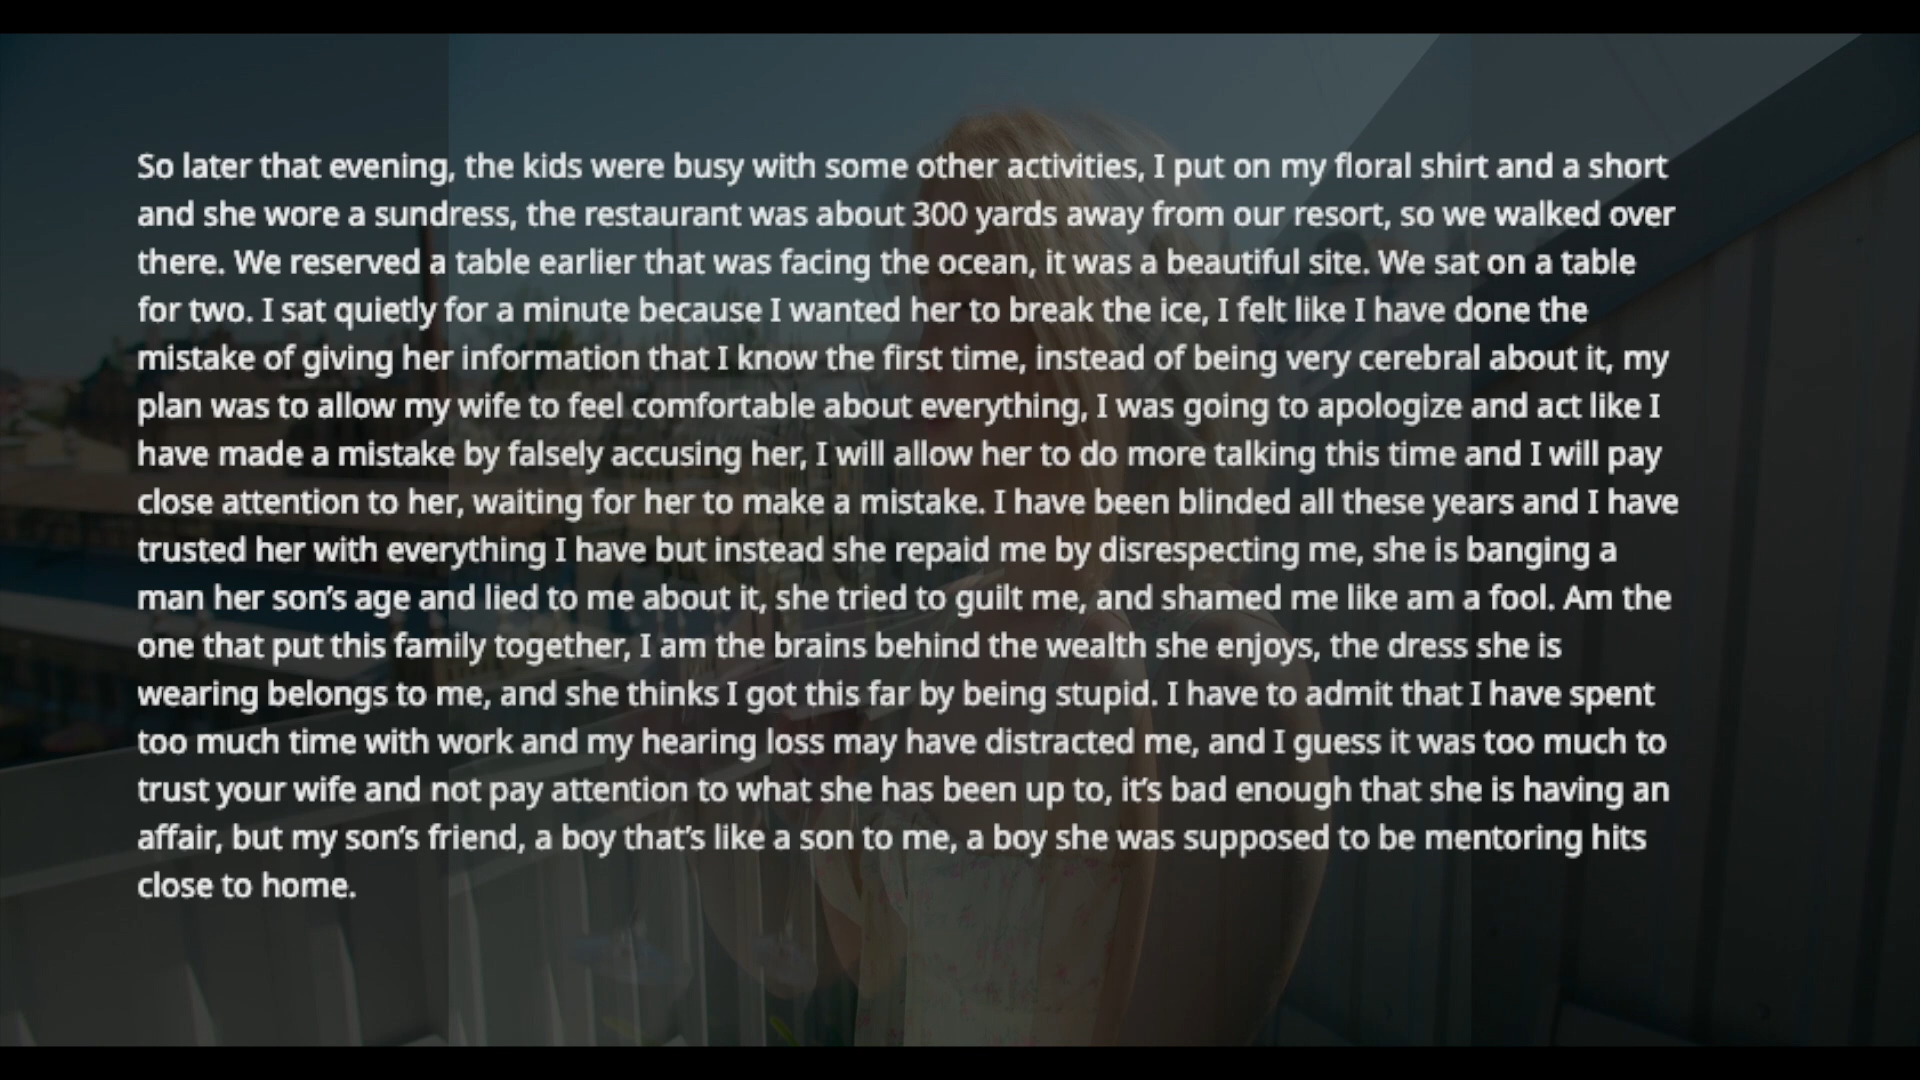 So later that evening, the kids were busy with some other activities, I put on my floral shirt and a short
and she wore a sundress, the restaurant was about 300 yards away from our resort, so we walked over
there. We reserved a table earlier that was facing the ocean, it was a beautiful site. We sat on a table
for two. I sat quietly for a minute because I wanted her to break the ice, I felt like I have done the
mistake of giving her information that I know the first time, instead of being very cerebral about it, my
plan was to allow my wife to feel comfortable about everything, I was going to apologize and act like I
have made a mistake by falsely accusing her, I will allow her to do more talking this time and I will pay
close attention to her, waiting for her to make a mistake. I have been blinded all these years and I have
trusted her with everything I have but instead she repaid me by disrespecting me, she is banging a
man her son’s age and lied to me about it, she tried to guilt me, and shamed me like am a fool. Am the
one that put this family together, I am the brains behind the wealth she enjoys, the dress she is
wearing belongs to me, and she thinks I got this far by being stupid. I have to admit that I have spent
too much time with work and my hearing loss may have distracted me, and I guess it was too much to
trust your wife and not pay attention to what she has been up to, it’s bad enough that she is having an
affair, but my son’s friend, a boy that’s like a son to me, a boy she was supposed to be mentoring hits
close to home.